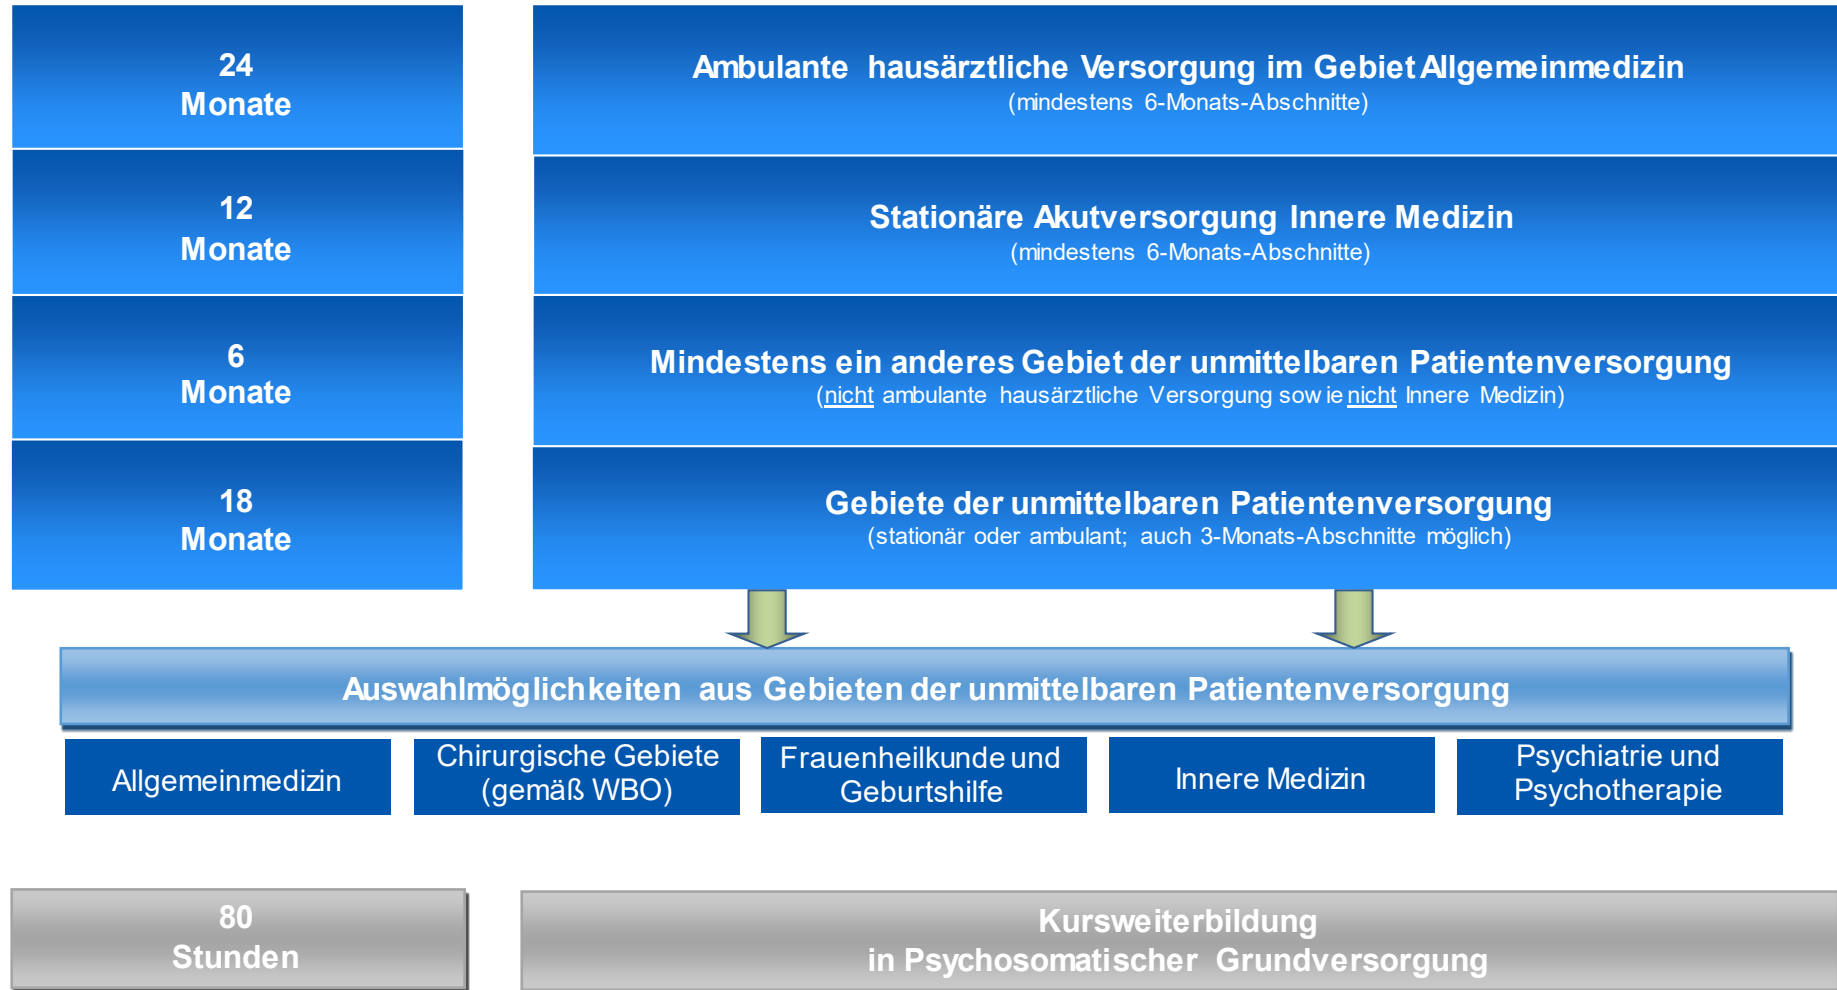 24
Monate
Ambulante hausärztliche Versorgung im Gebiet Allgemeinmedizin
(mindestens 6-Monats-Abschnitte)
12
Monate
Stationäre Akutversorgung Innere Medizin
(mindestens 6-Monats-Abschnitte)
6
Monate
Mindestens ein anderes Gebiet der unmittelbaren Patientenversorgung
(nicht ambulante hausärztliche Versorgung sowie nicht Innere Medizin)
18
Monate
Gebiete der unmittelbaren Patientenversorgung
(stationär oder ambulant; auch 3-Monats-Abschnitte möglich)
Auswahlmöglichkeiten aus Gebieten der unmittelbaren Patientenversorgung
Allgemeinmedizin
Chirurgische Gebiete
(gemäß WBO)
Frauenheilkunde und
Geburtshilfe
Innere Medizin
Psychiatrie und
Psychotherapie
80
Stunden
Kursweiterbildung
in Psychosomatischer Grundversorgung